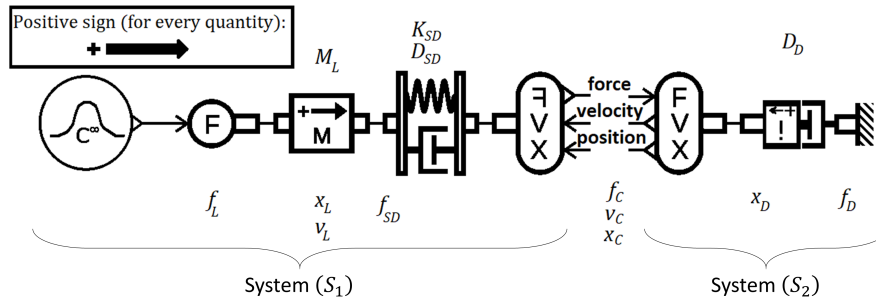 Positive sign (for every quantity):
+
M_L
K_SD
D_SD
D_D
C^∞
F
+
M
F
V
X
force
velocity
position
F
V
X
←+
!
f_L
x_L
v_L
f_SD
f_C
v_C
x_C
x_D
f_D
System (S_1)
System (S_2)